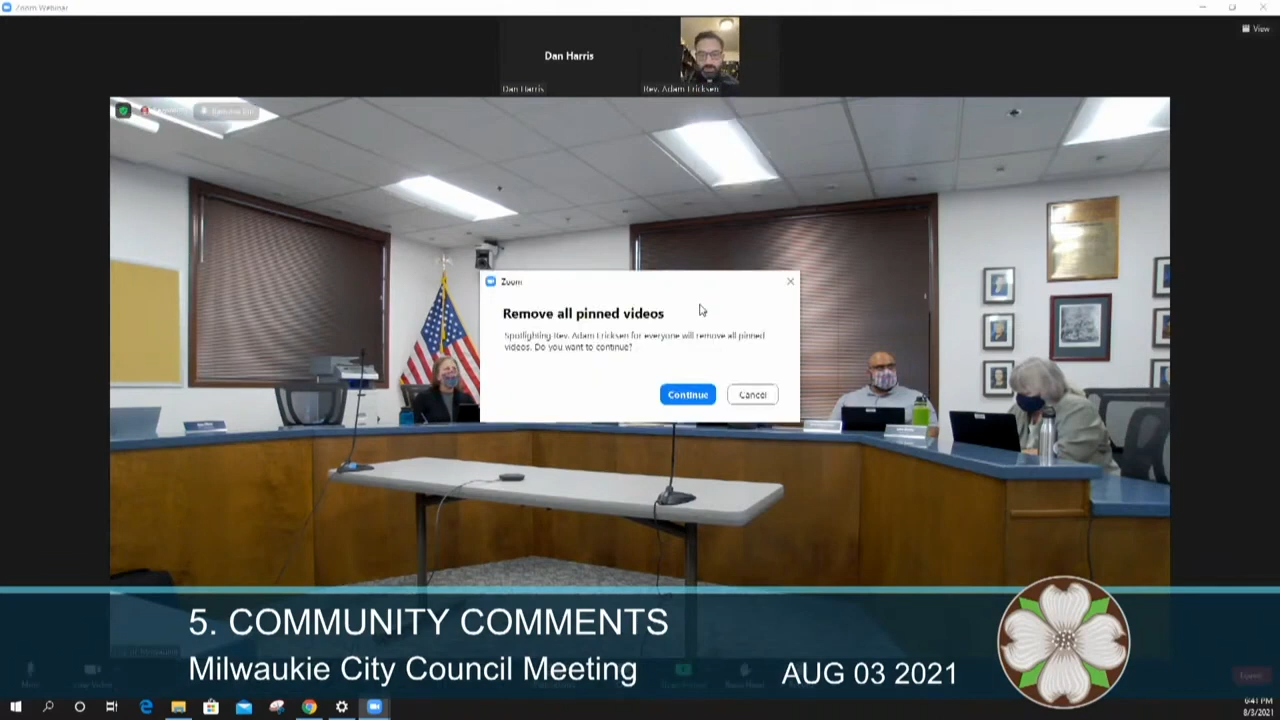 Zoom Webinar
View
Dan Harris
Dan Harris
Rev. Adam Ericksen
Zoom
Remove all pinned videos
Spotlighting Rev. Adam Ericksen for everyone will remove all pinned
videos. Do you want to continue?
Continue
Cancel
5. COMMUNITY COMMENTS
Milwaukie City Council Meeting
AUG 03 2021
6:41 PM
8/3/2021